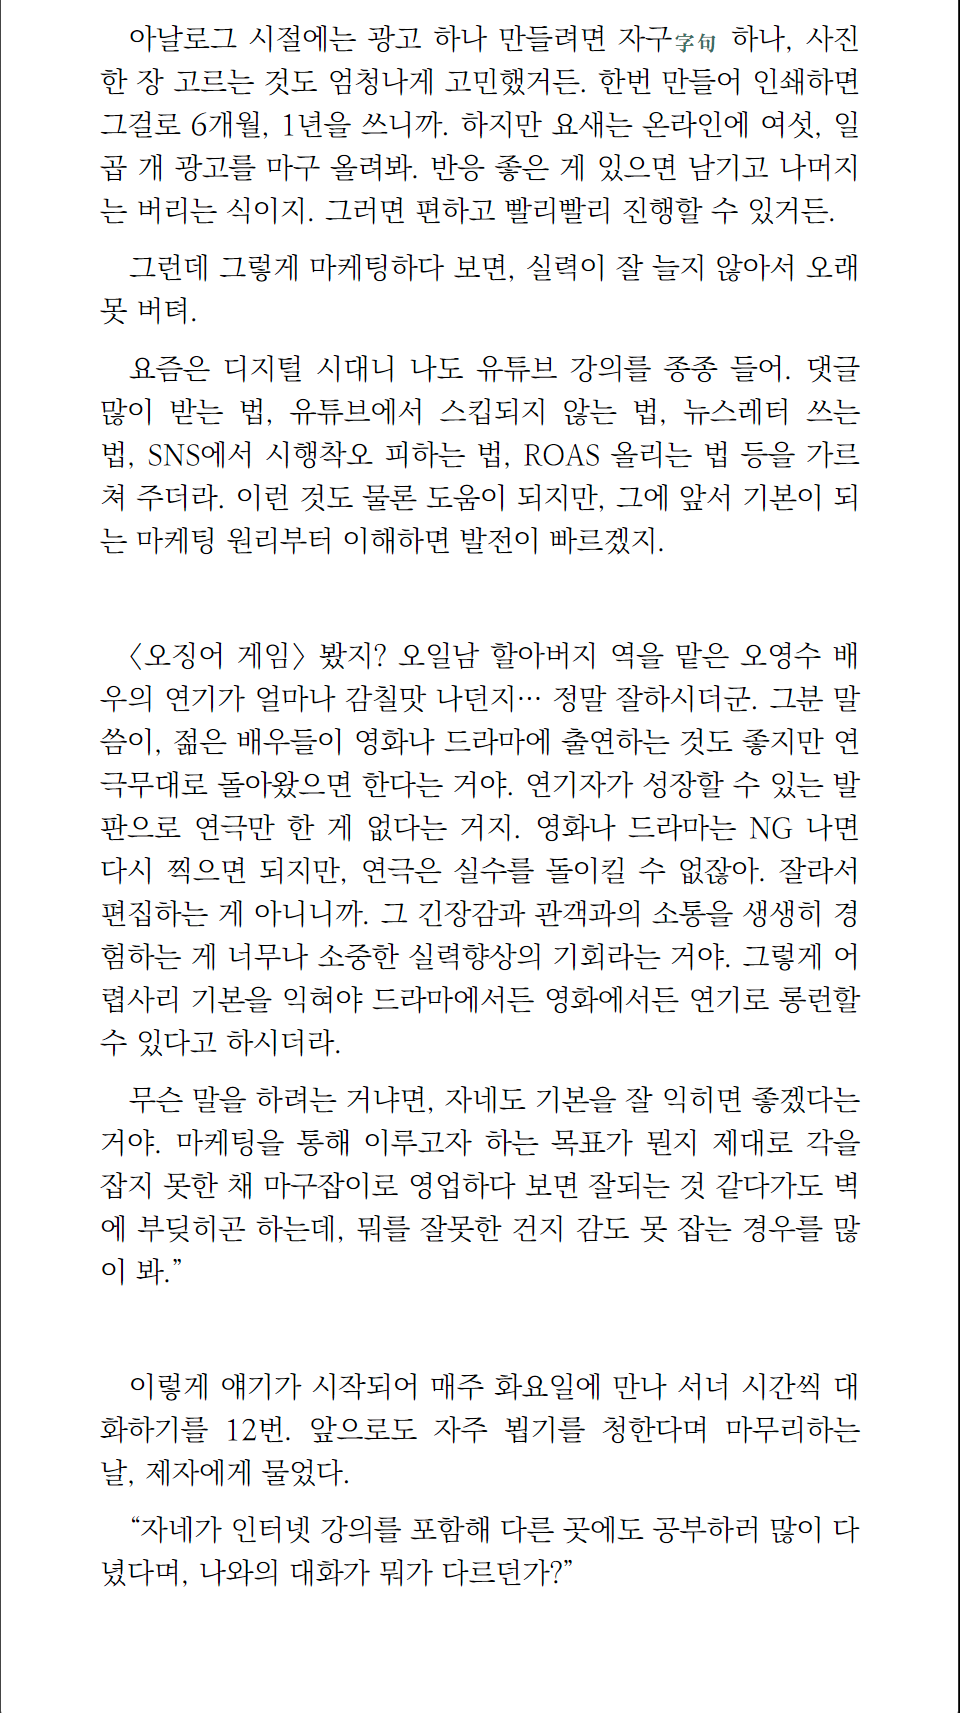 아날로그 시절에는 광고 하나 만들려면 자구字句 하나, 사진
한 장 고르는 것도 엄청나게 고민했거든. 한번 만들어 인쇄하면
그걸로 6개월, 1년을 쓰니까. 하지만 요새는 온라인에 여섯, 일
곱 개 광고를 마구 올려봐. 반응 좋은 게 있으면 남기고 나머지
는 버리는 식이지. 그러면 편하고 빨리빨리 진행할 수 있거든.
그런데 그렇게 마케팅하다 보면, 실력이 잘 늘지 않아서 오래
못 버텨.
요즘은 디지털 시대니 나도 유튜브 강의를 종종 들어. 댓글
많이 받는 법, 유튜브에서 스킵되지 않는 법, 뉴스레터 쓰는
법, SNS에서 시행착오 피하는 법, ROAS 올리는 법 등을 가르
쳐 주더라. 이런 것도 물론 도움이 되지만, 그에 앞서 기본이 되
는 마케팅 원리부터 이해하면 발전이 빠르겠지.
〈오징어 게임〉 봤지? 오일남 할아버지 역을 맡은 오영수 배
우의 연기가 얼마나 감칠맛 나던지… 정말 잘하시더군. 그분 말
씀이, 젊은 배우들이 영화나 드라마에 출연하는 것도 좋지만 연
극무대로 돌아왔으면 한다는 거야. 연기자가 성장할 수 있는 발
판으로 연극만 한 게 없다는 거지. 영화나 드라마는 NG 나면
다시 찍으면 되지만, 연극은 실수를 돌이킬 수 없잖아. 잘라서
편집하는 게 아니니까. 그 긴장감과 관객과의 소통을 생생히 경
험하는 게 너무나 소중한 실력향상의 기회라는 거야. 그렇게 어
렵사리 기본을 익혀야 드라마에서든 영화에서든 연기로 롱런할
수 있다고 하시더라.
무슨 말을 하려는 거냐면, 자네도 기본을 잘 익히면 좋겠다는
거야. 마케팅을 통해 이루고자 하는 목표가 뭔지 제대로 각을
잡지 못한 채 마구잡이로 영업하다 보면 잘되는 것 같다가도 벽
에 부딪히곤 하는데, 뭐를 잘못한 건지 감도 못 잡는 경우를 많
이 봐.”
이렇게 얘기가 시작되어 매주 화요일에 만나 서너 시간씩 대
화하기를 12번. 앞으로도 자주 뵙기를 청한다며 마무리하는
날, 제자에게 물었다.
“자네가 인터넷 강의를 포함해 다른 곳에도 공부하러 많이 다
녔다며, 나와의 대화가 뭐가 다르던가?”